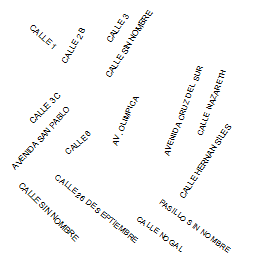 CALLE 1
CALLE 2 B
CALLE 3
CALLE SIN NOMBRE
CALLE 3C
AVENIDA SAN PABLO
CALLE 6
AV. OLIMPICA
AVENIDA CRUZ DEL SUR
CALLE NAZARETH
CALLE HERNAN SILES
CALLE SIN NOMBRE
CALLE 26 DE SEPTIEMBRE
CALLE NOGAL
PASILLO SIN NOMBRE